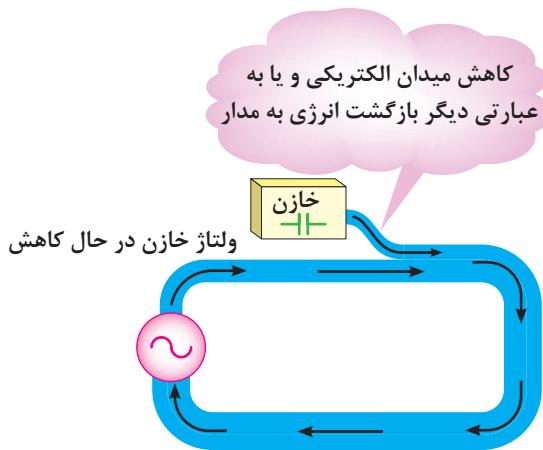 کاهش میدان الکتریکی و یا به
عبارتی دیگر بازگشت انرژی به مدار
خازن
ولتاژ خازن در حال کاهش